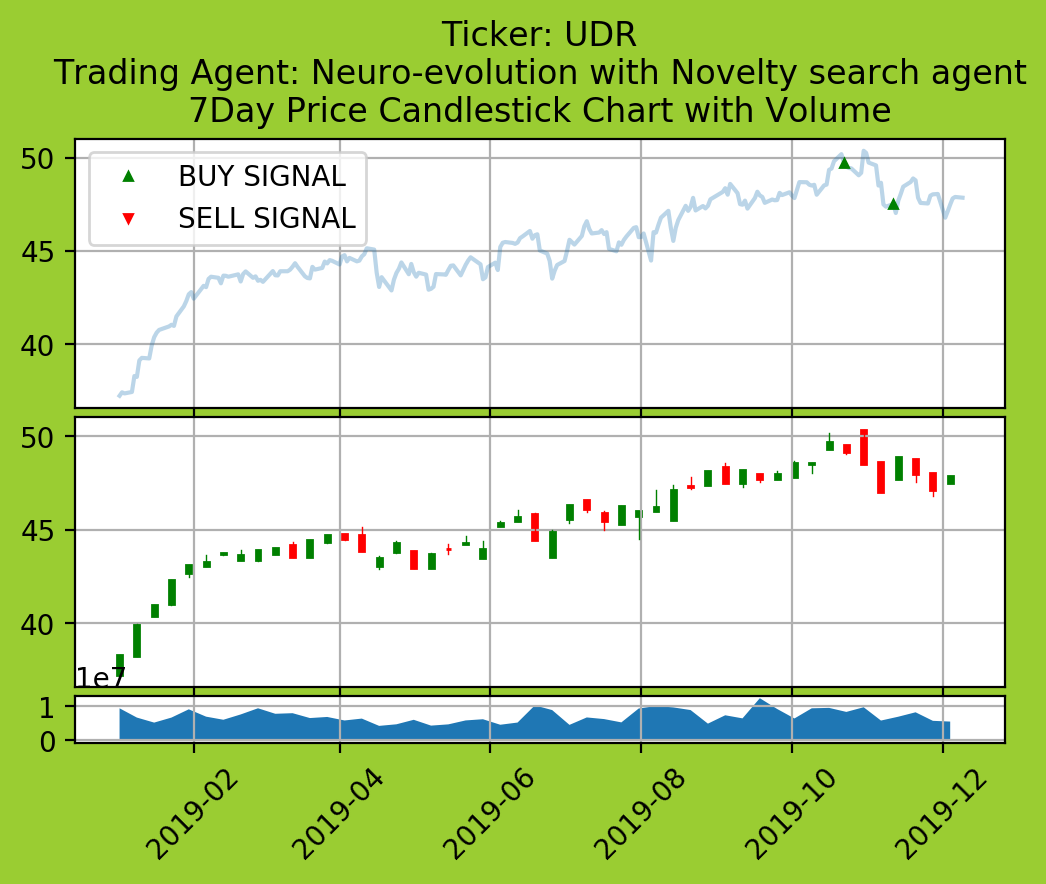 Ticker: UDR
Trading Agent: Neuro-evolution with Novelty search agent
7Day Price Candlestick Chart with Volume
50
45
40
BUY SIGNAL
SELL SIGNAL
50
45
40
1e7
1
0
2019-02
2019-04
2019-06
2019-08
2019-10
2019-12